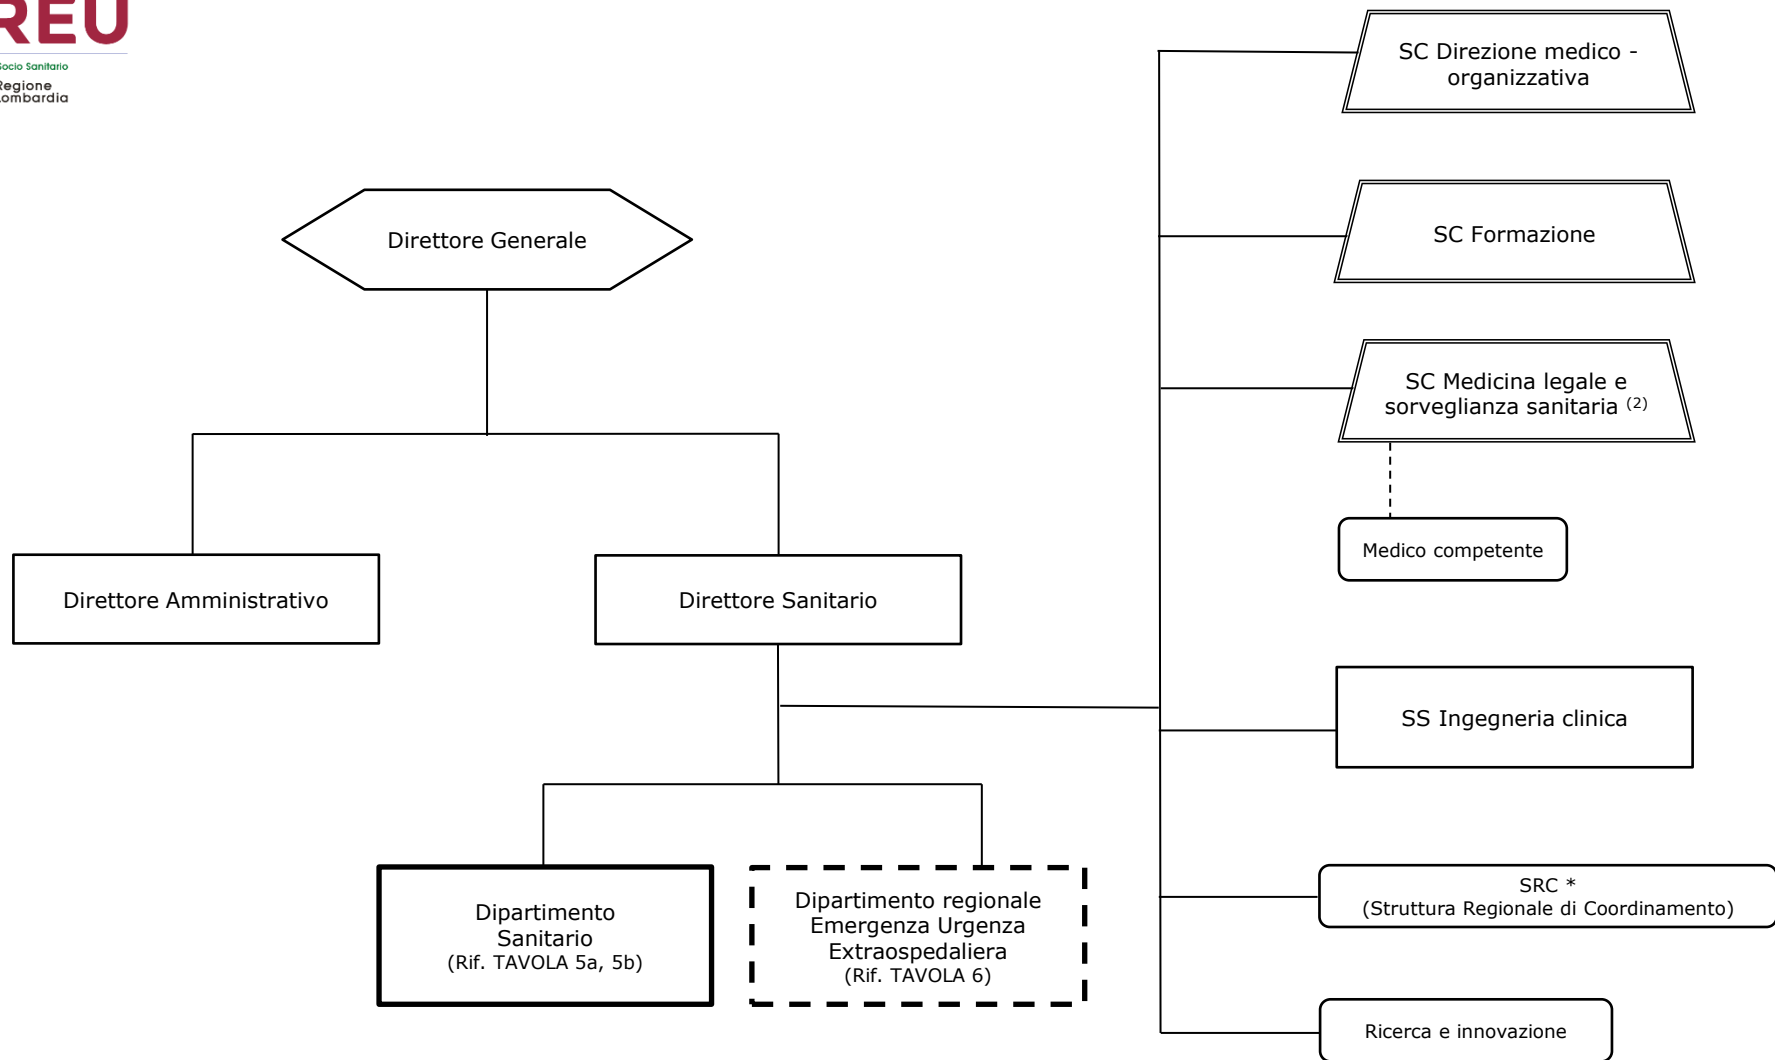 REU
Socio Sanitario
Regione
Lombardia
SC Direzione medico -
organizzativa
SC Formazione
Direttore Generale
SC Medicina legale e
sorveglianza sanitaria (2)
Medico competente
Direttore Amministrativo
Direttore Sanitario
SS Ingegneria clinica
Dipartimento
Sanitario
(Rif. TAVOLA 5a, 5b)
Dipartimento regionale
Emergenza Urgenza
Extraospedaliera
(Rif. TAVOLA 6)
SRC *
(Struttura Regionale di Coordinamento)
Ricerca e innovazione